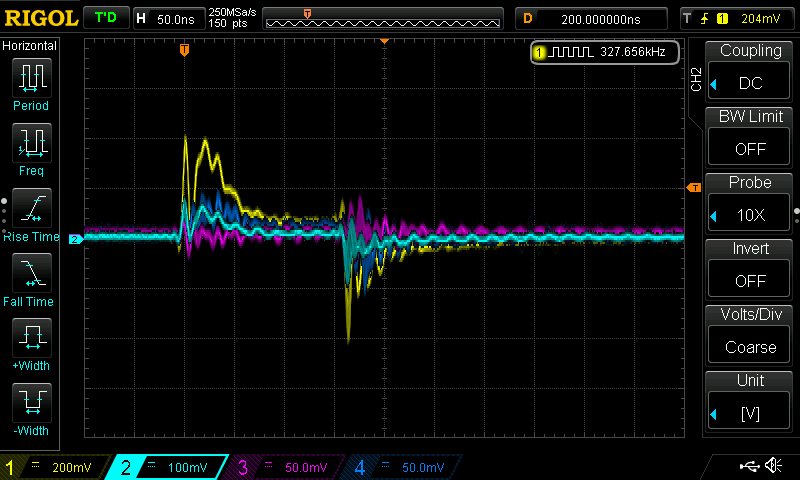 RIGOL T'D H 50.0ns 250MSa/s 150 pts D 200.000000ns T 1 204mV
Horizontal
Period
Freq
Rise Time
Fall Time
+Width
-Width
T
1 327.656kHz
T
2
CH2
Coupling
DC
BW Limit
OFF
Probe
10X
Invert
OFF
Volts/Div
Coarse
Unit
[V]
1 200mV 2 100mV 3 50.0mV 4 50.0mV